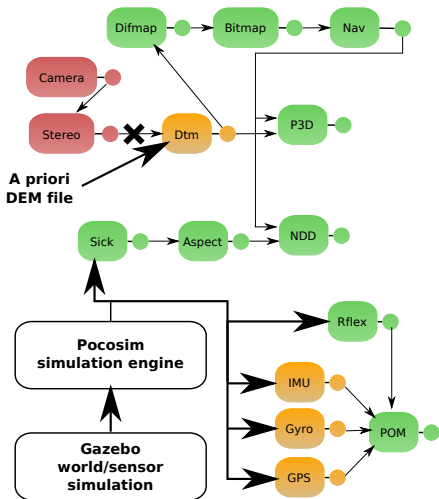 Difmap
Bitmap
Nav
Camera
Stereo
Dtm
P3D
A priori
DEM file
Sick
Aspect
NDD
Pocosim
simulation engine
Rflex
IMU
Gyro
POM
Gazebo
world/sensor
simulation
GPS